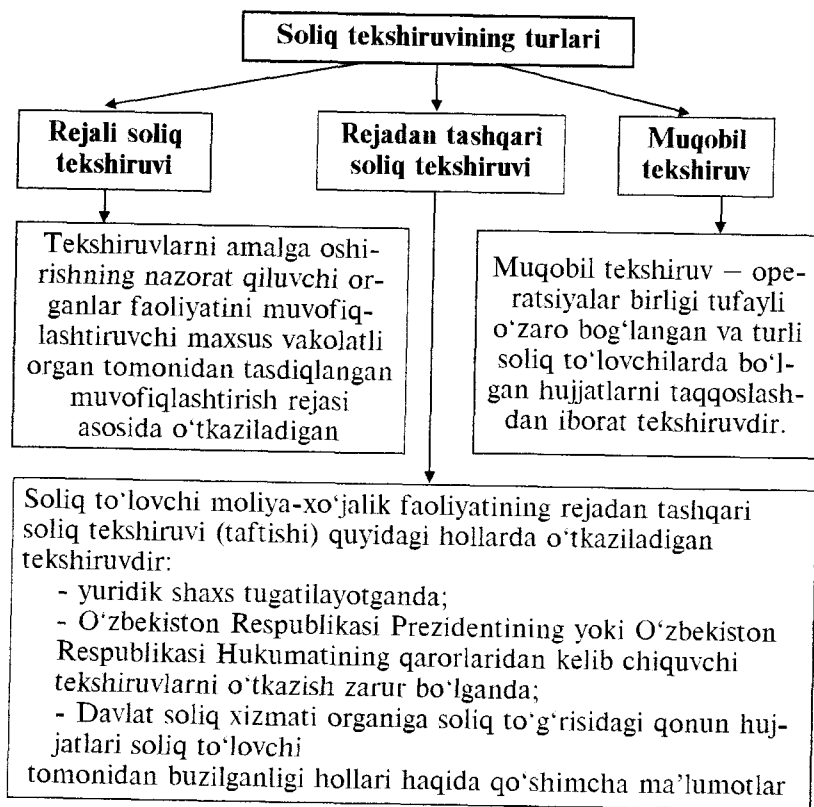 Soliq tekshiruvining turlari
Rejali soliq
tekshiruvi
Rejadan tashqari
soliq tekshiruvi
Muqobil
tekshiruv
Tekshiruvlarni amalga oshi-
rishning nazorat qiluvchi or-
ganlar faoliyatini muvofiq-
lashtiruvchi maxsus vakolatli
organ tomonidan tasdiqlangan
muvofiqlashtirish rejasi
asosida o‘tkaziladigan
Muqobil tekshiruv – ope-
ratsiyalar birligi tufayli
o‘zaro bog‘langan va turli
soliq to‘lovchilarda bo‘l-
gan hujjatlarni taqqoslash-
dan iborat tekshiruvdir.
Soliq to‘lovchi moliya-xo‘jalik faoliyatining rejadan tashqari
soliq tekshiruvi (taftishi) quyidagi hollarda o‘tkaziladigan
tekshiruvdir:
- yuridik shaxs tugatilayotganda;
- O‘zbekiston Respublikasi Prezidentining yoki O‘zbekiston
Respublikasi Hukumatining qarorlaridan kelib chiquvchi
tekshiruvlarni o‘tkazish zarur bo‘lganda;
- Davlat soliq xizmati organiga soliq to‘g‘risidagi qonun huj-
jatlari soliq to‘lovchi
tomonidan buzilganligi hollari haqida qo‘shimcha ma’lumotlar